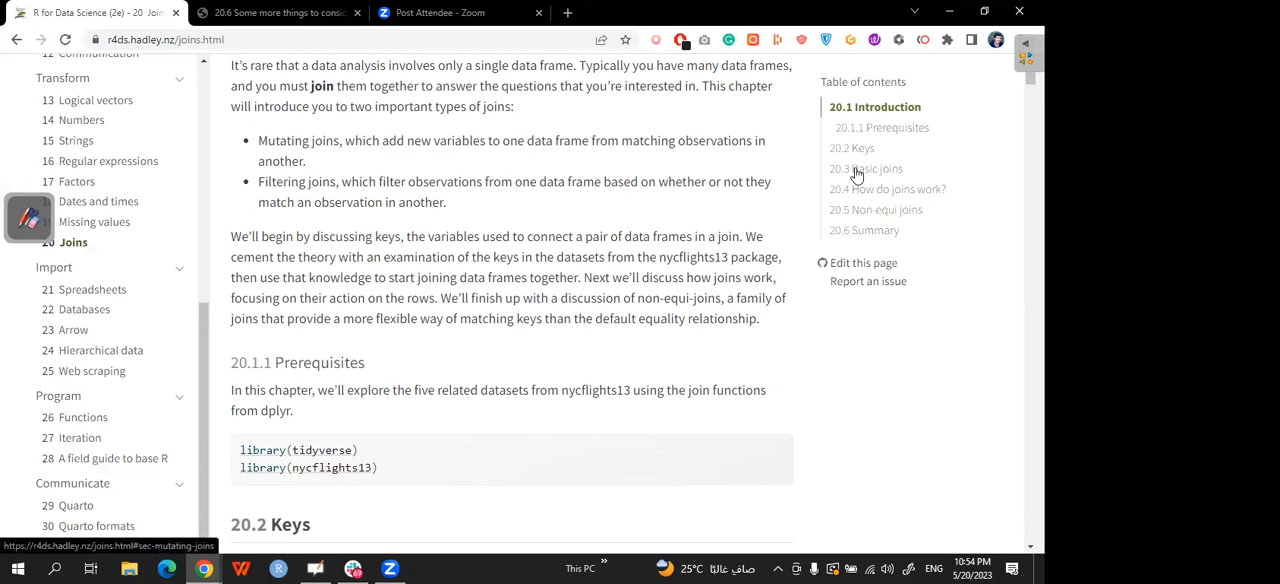 R for Data Science (2e) - 20 Join
20.6 Some more things to consi
Post Attendee - Zoom
r4ds.hadley.nz/joins.html
12 Communication
Transform
13 Logical vectors
14 Numbers
15 Strings
16 Regular expressions
17 Factors
18 Dates and times
19 Missing values
20 Joins
Import
21 Spreadsheets
22 Databases
23 Arrow
24 Hierarchical data
25 Web scraping
Program
26 Functions
27 Iteration
28 A field guide to base R
Communicate
29 Quarto
30 Quarto formats
https://r4ds.hadley.nz/joins.html#sec-mutating-joins
It's rare that a data analysis involves only a single data frame. Typically you have many data frames,
and you must join them together to answer the questions that you're interested in. This chapter
will introduce you to two important types of joins:
• Mutating joins, which add new variables to one data frame from matching observations in
another.
• Filtering joins, which filter observations from one data frame based on whether or not they
match an observation in another.
We'll begin by discussing keys, the variables used to connect a pair of data frames in a join. We
cement the theory with an examination of the keys in the datasets from the nycflights13 package,
then use that knowledge to start joining data frames together. Next we'll discuss how joins work,
focusing on their action on the rows. We'll finish up with a discussion of non-equi-joins, a family of
joins that provide a more flexible way of matching keys than the default equality relationship.
20.1.1 Prerequisites
In this chapter, we'll explore the five related datasets from nycflights13 using the join functions
from dplyr.
library(tidyverse)
library(nycflights13)
20.2 Keys
Table of contents
20.1 Introduction
20.1.1 Prerequisites
20.2 Keys
20.3 Basic joins
20.4 How do joins work?
20.5 Non-equi joins
20.6 Summary
Edit this page
Report an issue
This PC
25°C صافٍ غالبًا
ENG
10:54 PM
5/20/2023